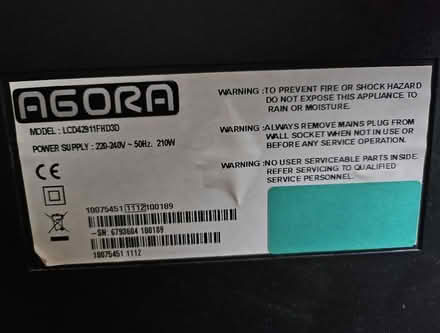 AGORA
MODEL : LCD42911FHD3D
POWER SUPPLY : 220-240V ~ 50Hz. 210W
CE
10075451 1112 100189
-SN: 6793604 100189
10075451 1112
WARNING :TO PREVENT FIRE OR SHOCK HAZARD
DO NOT EXPOSE THIS APPLIANCE TO
RAIN OR MOISTURE.
WARNING :ALWAYS REMOVE MAINS PLUG FROM
WALL SOCKET WHEN NOT IN USE OR
BEFORE ANY SERVICE OPERATION.
WARNING :NO USER SERVICEABLE PARTS INSIDE.
REFER SERVICING TO QUALIFIED
SERVICE PERSONNEL.